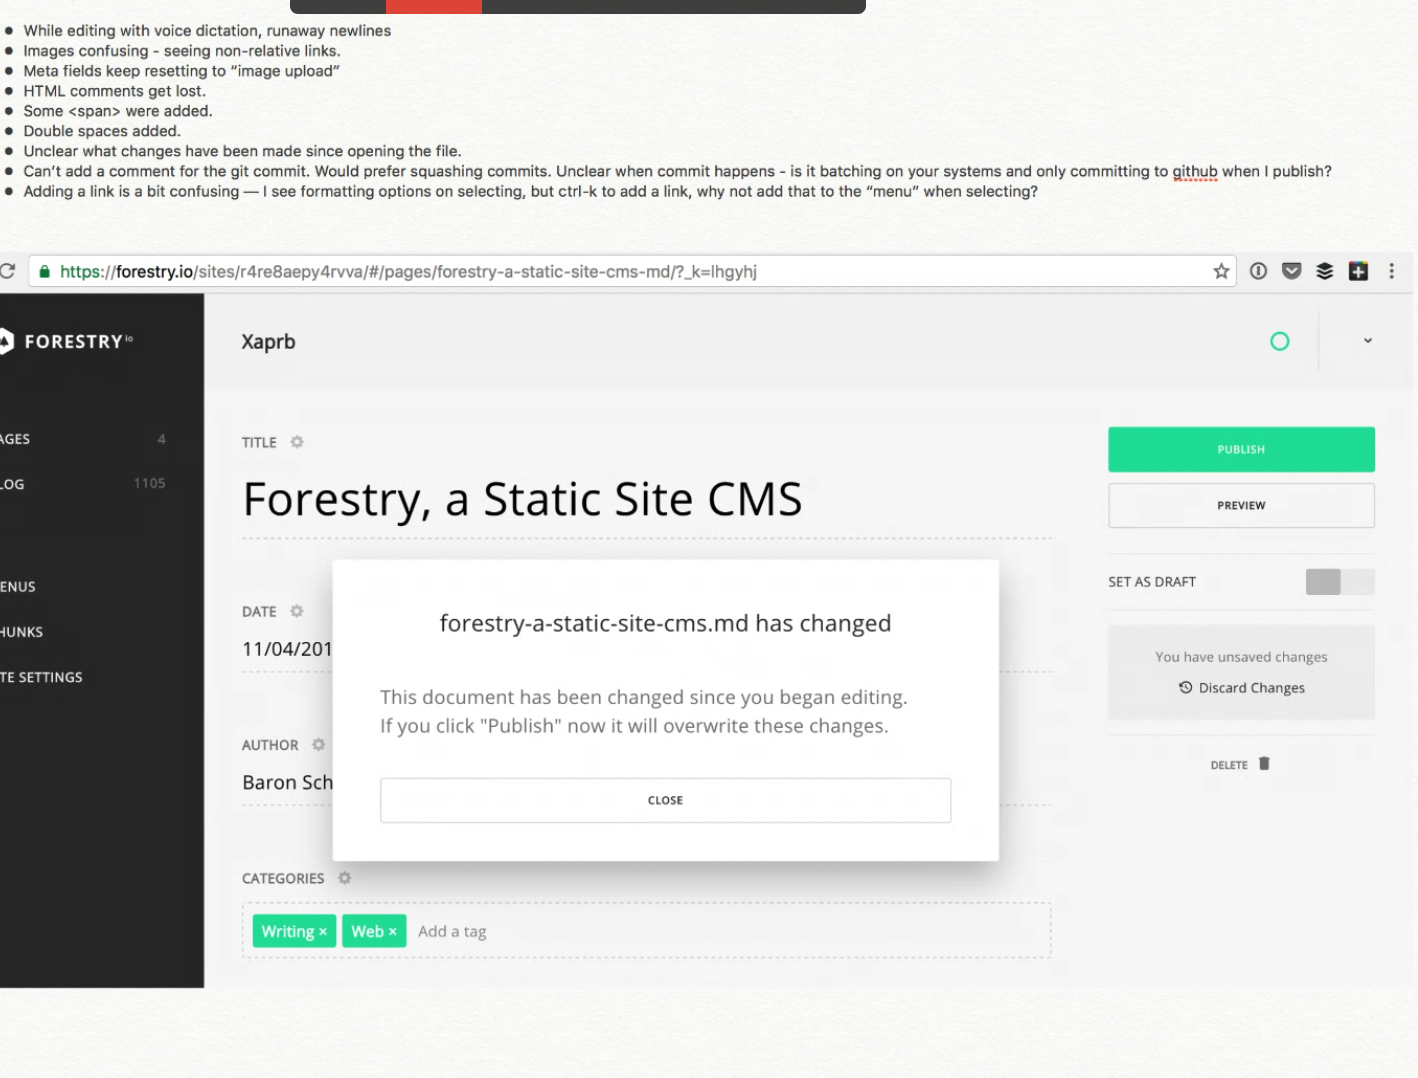 While editing with voice dictation, runaway newlines
Images confusing - seeing non-relative links.
Meta fields keep resetting to “image upload”
HTML comments get lost.
Some <span> were added.
Double spaces added.
Unclear what changes have been made since opening the file.
Can’t add a comment for the git commit. Would prefer squashing commits. Unclear when commit happens - is it batching on your systems and only committing to github when I publish?
Adding a link is a bit confusing — I see formatting options on selecting, but ctrl-k to add a link, why not add that to the “menu” when selecting?
https://forestry.io/sites/r4re8aepy4rvva/#/pages/forestry-a-static-site-cms-md/?_k=lhgyhj
FORESTRY io
Xaprb
AGES 4
LOG 1105
ENUS
HUNKS
TE SETTINGS
TITLE
Forestry, a Static Site CMS
DATE
11/04/201
AUTHOR
Baron Sch
CATEGORIES
Writing × Web × Add a tag
forestry-a-static-site-cms.md has changed
This document has been changed since you began editing.
If you click "Publish" now it will overwrite these changes.
CLOSE
PUBLISH
PREVIEW
SET AS DRAFT
You have unsaved changes
Discard Changes
DELETE